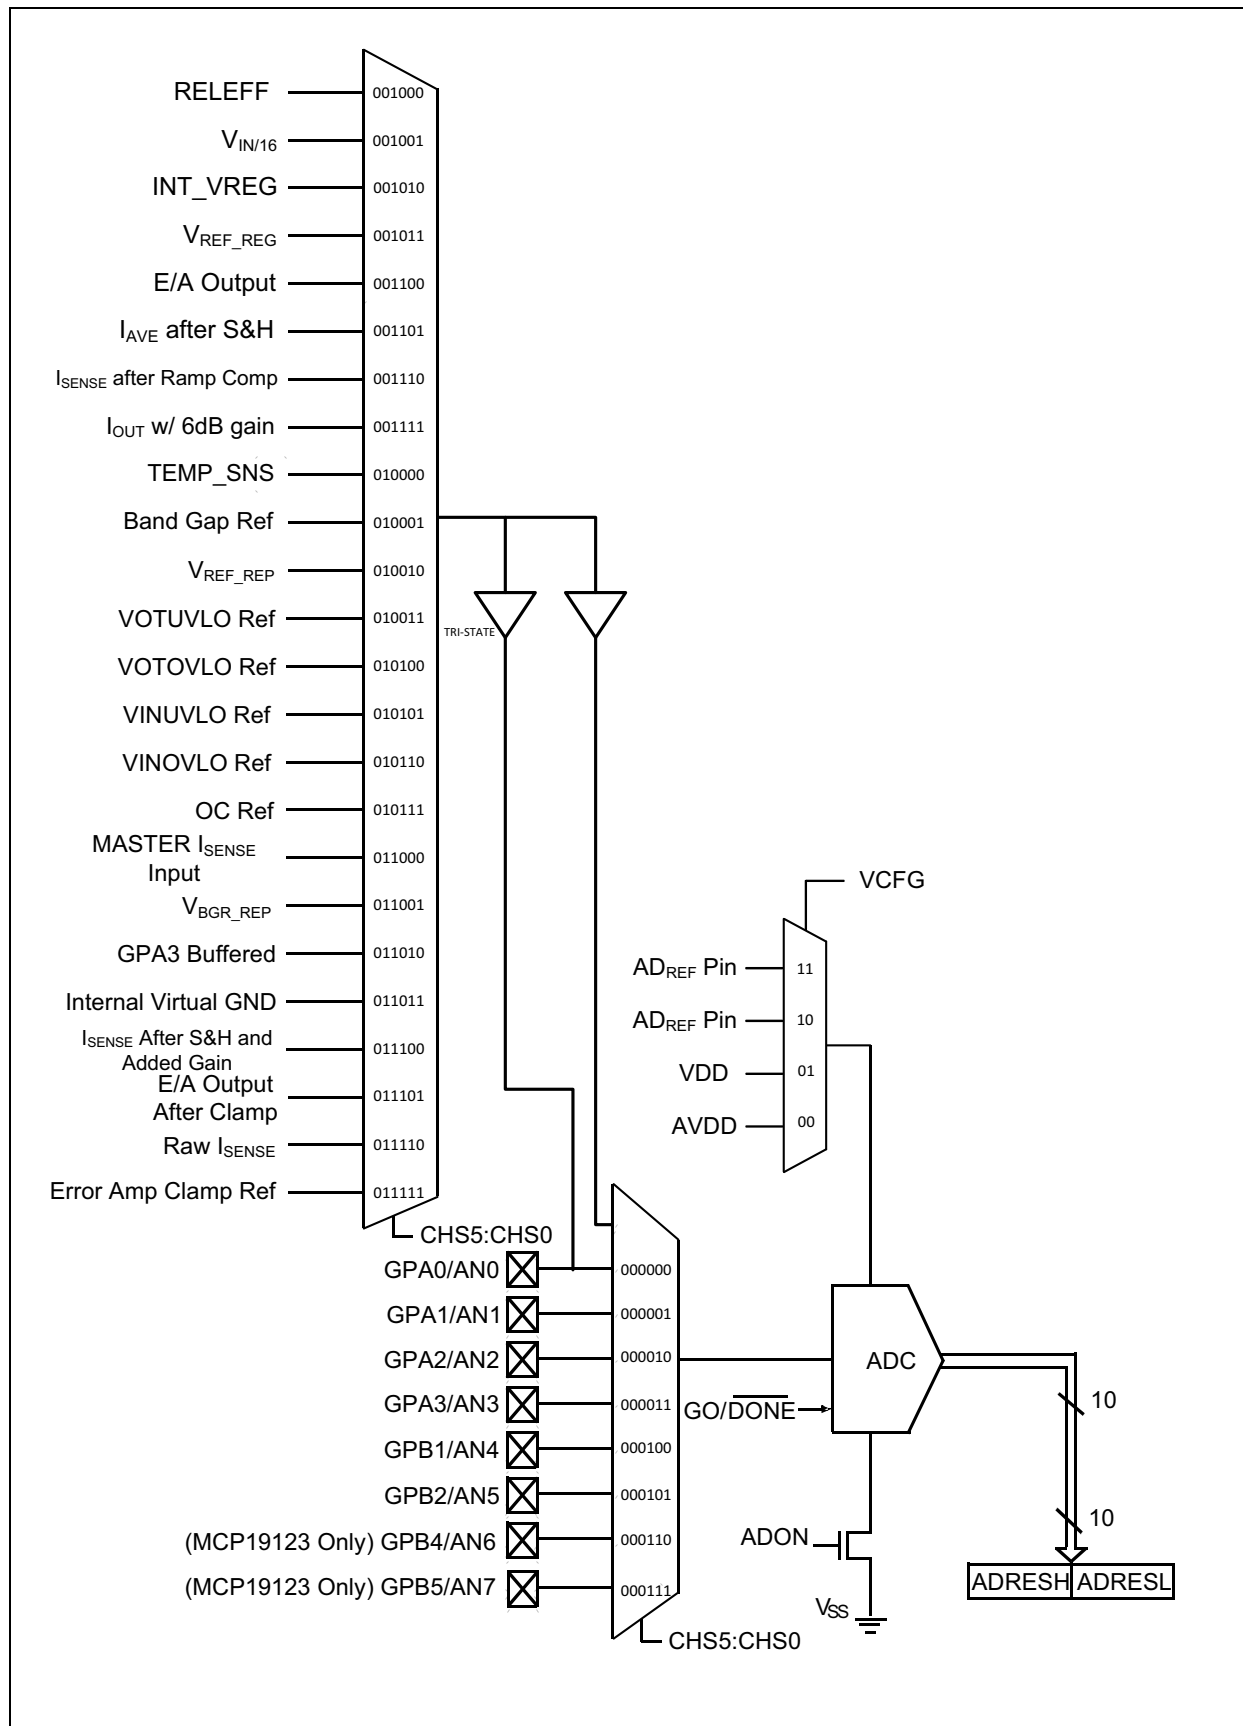 RELEFF 001000
VIN/16 001001
INT_VREG 001010
VREF_REG 001011
E/A Output 001100
IAVE after S&H 001101
ISENSE after Ramp Comp 001110
IOUT w/ 6dB gain 001111
TEMP_SNS 010000
Band Gap Ref 010001
VREF_REP 010010
VOTUVLO Ref 010011
TRI-STATE
VOTOVLO Ref 010100
VINUVLO Ref 010101
VINOVLO Ref 010110
OC Ref 010111
MASTER ISENSE
Input
011000
VBGR_REP 011001
GPA3 Buffered 011010
Internal Virtual GND 011011
ISENSE After S&H and
Added Gain
011100
E/A Output
After Clamp
011101
Raw ISENSE 011110
Error Amp Clamp Ref 011111
CHS5:CHS0
VCFG
ADREF Pin 11
ADREF Pin 10
VDD 01
AVDD 00
GPA0/AN0 000000
GPA1/AN1 000001
GPA2/AN2 000010
GPA3/AN3 000011
GPB1/AN4 000100
GPB2/AN5 000101
(MCP19123 Only) GPB4/AN6 000110
(MCP19123 Only) GPB5/AN7 000111
CHS5:CHS0
ADC
GO/DONE
10
10
ADON
VSS
ADRESH ADRESL